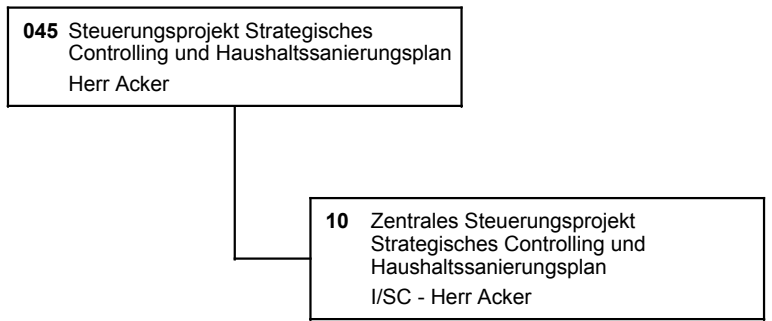 045 Steuerungsprojekt Strategisches
Controlling und Haushaltssanierungsplan
Herr Acker
10 Zentrales Steuerungsprojekt
Strategisches Controlling und
Haushaltssanierungsplan
I/SC - Herr Acker